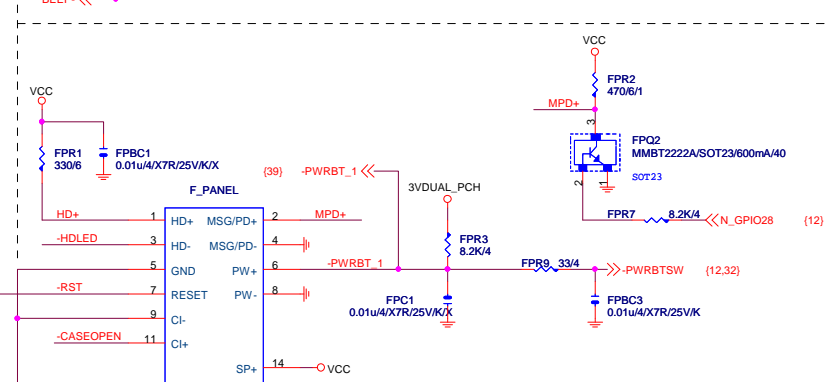 VCC
FPR2
470/6/1
MPD+
VCC
3
FPR1
330/6
FPBC1
0.01u/4/X7R/25V/K/X
FPQ2
MMBT2222A/SOT23/600mA/40
SOT23
{39} -PWRBT_1
2
1
F_PANEL
3VDUAL_PCH
FPR7 8.2K/4
N_GPIO28 {12}
HD+ 1 HD+ MSG/PD+ 2 MPD+
-HDLED 3 HD- MSG/PD- 4
FPR3
8.2K/4
5 GND PW+ 6 -PWRBT_1
FPR9 33/4
-PWRBTSW {12,32}
-RST 7 RESET PW- 8
FPC1
0.01u/4/X7R/25V/K/X
FPBC3
0.01u/4/X7R/25V/K
9 CI-
-CASEOPEN 11 CI+
SP+ 14 VCC